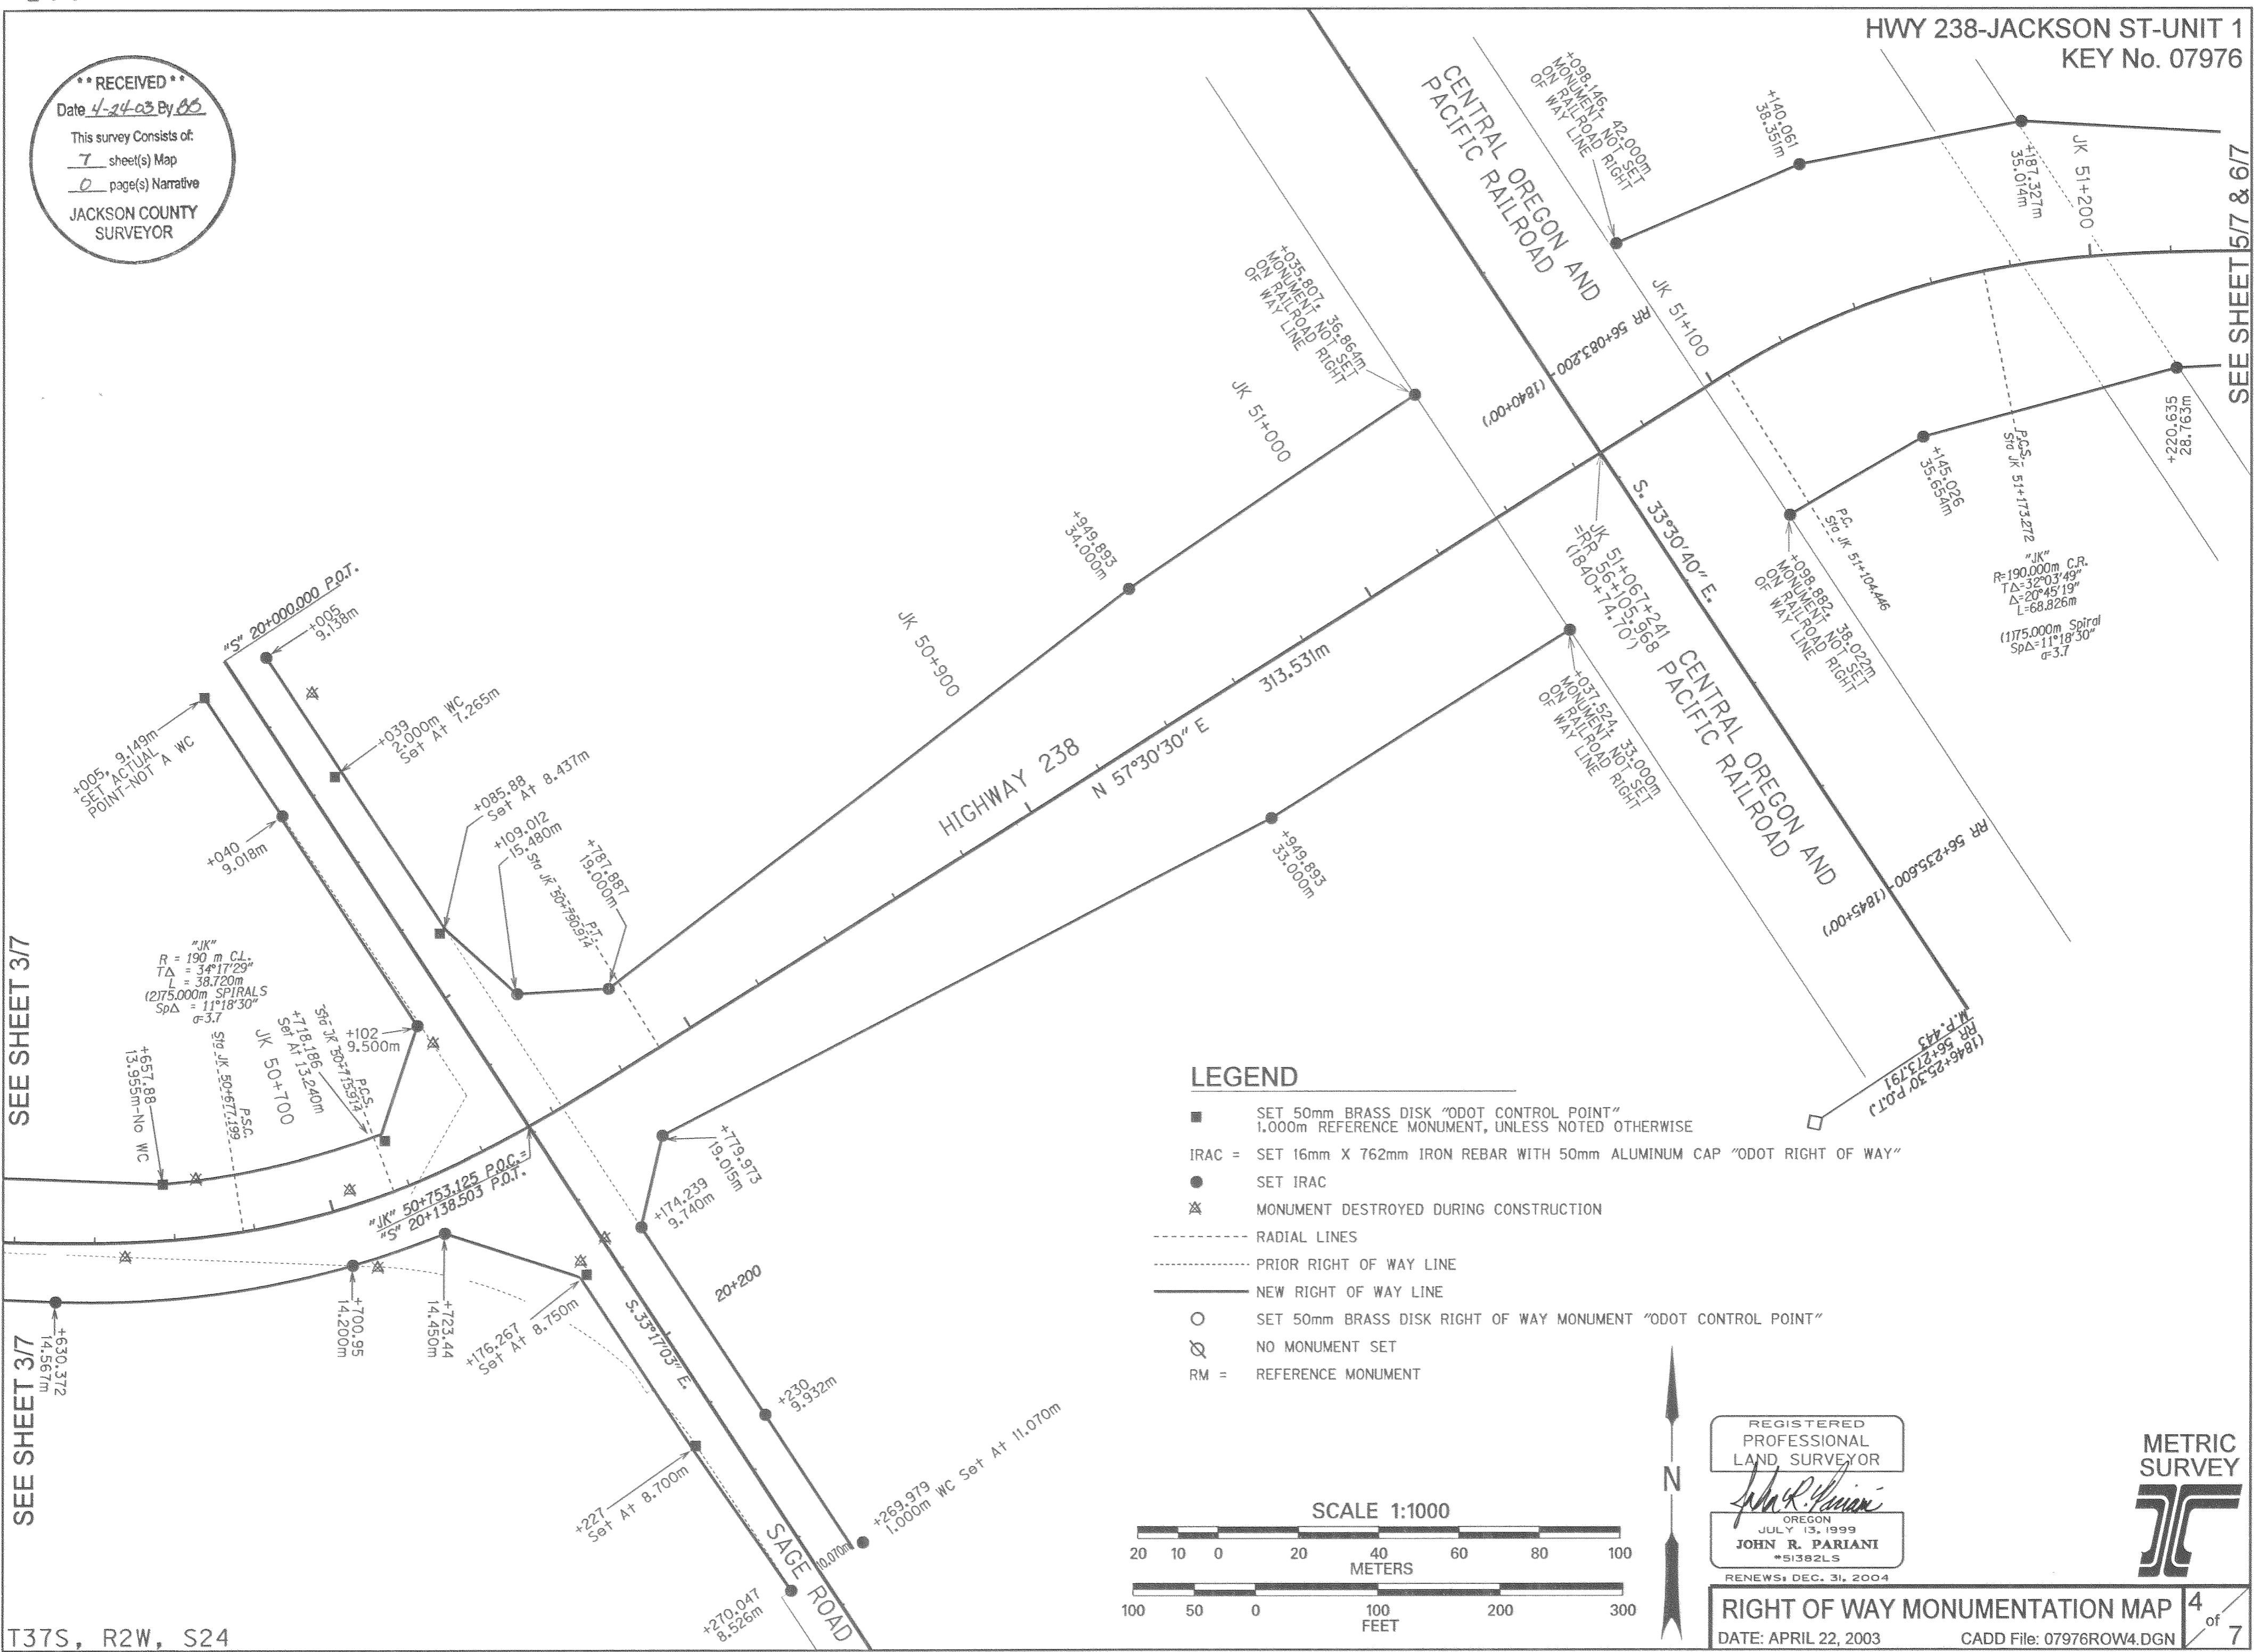 HWY 238-JACKSON ST-UNIT 1
KEY No. 07976
** RECEIVED **
Date 4-24-03 By BB
This survey Consists of:
7 sheet(s) Map
0 page(s) Narrative
JACKSON COUNTY
SURVEYOR
CENTRAL OREGON AND
PACIFIC RAILROAD
+098.146, 42.000m
MONUMENT NOT SET
ON RAILROAD RIGHT
OF WAY LINE
+140.061
38.351m
+187.327m
35.014m
JK 51+200
SEE SHEET 5/7 & 6/7
+035.807, 36.864m
MONUMENT NOT SET
ON RAILROAD RIGHT
OF WAY LINE
JK 51+000
JK 51+100
RR 56+083.200
(1840+00')
+220.635
28.763m
P.C.S.
Sta JK 51+173.272
+145.026
35.654m
P.C.
Sta JK 51+104.446
"JK"
R=190.000m C.R.
TΔ=32°03'49"
Δ=20°45'19"
L=68.826m
(1)75.000m Spiral
SpΔ=11°18'30"
σ=3.7
+098.882, 38.022m
MONUMENT NOT SET
ON RAILROAD RIGHT
OF WAY LINE
S. 33°30'40" E.
JK 51+067+241
=RR 56+105.968
(1840+74.70')
CENTRAL OREGON AND
PACIFIC RAILROAD
+037.524, 33.000m
MONUMENT NOT SET
ON RAILROAD RIGHT
OF WAY LINE
+949.893
34.000m
JK 50+900
HIGHWAY 238
N 57°30'30" E
313.531m
+949.893
33.000m
RR 56+235.600
(1845+00')
M.P.443
RR 56+273.791
(1846+25.30' P.O.T.)
"S" 20+000.000 P.O.T.
+005
9.138m
+005, 9.149m
SET ACTUAL
POINT-NOT A WC
+039
2.000m WC
Set At 7.265m
+040
9.018m
+085.88
Set At 8.437m
+109.012
15.480m
P.T.
Sta JK 50+790.914
+787.887
19.000m
SEE SHEET 3/7
"JK"
R = 190 m C.L.
TΔ = 34°17'29"
L = 38.720m
(2)75.000m SPIRALS
SpΔ = 11°18'30"
σ=3.7
+657.88
13.955m-No WC
P.S.C.
Sta JK 50+677.199
JK 50+700
+718.186
Set At 13.240m
P.C.S.
Sta JK 50+715.914
+102
9.500m
"JK" 50+753.125 P.O.C.=
"S" 20+138.503 P.O.T.
+779.973
19.015m
+174.239
9.740m
20+200
S.33°17'03" E.
SEE SHEET 3/7
+630.372
14.567m
+700.95
14.200m
+723.44
14.450m
+176.267
Set At 8.750m
+230
9.932m
+227
Set At 8.700m
+269.979
1.000m WC Set At 11.070m
10.070m
SAGE ROAD
+270.047
8.526m
T37S, R2W, S24
LEGEND
SET 50mm BRASS DISK "ODOT CONTROL POINT"
1.000m REFERENCE MONUMENT, UNLESS NOTED OTHERWISE
IRAC = SET 16mm X 762mm IRON REBAR WITH 50mm ALUMINUM CAP "ODOT RIGHT OF WAY"
SET IRAC
MONUMENT DESTROYED DURING CONSTRUCTION
RADIAL LINES
PRIOR RIGHT OF WAY LINE
NEW RIGHT OF WAY LINE
SET 50mm BRASS DISK RIGHT OF WAY MONUMENT "ODOT CONTROL POINT"
NO MONUMENT SET
RM = REFERENCE MONUMENT
SCALE 1:1000
20 10 0 20 40 60 80 100
METERS
100 50 0 100 200 300
FEET
N
REGISTERED
PROFESSIONAL
LAND SURVEYOR
John R. Pariani
OREGON
JULY 13, 1999
JOHN R. PARIANI
#51382LS
RENEWS: DEC. 31, 2004
METRIC
SURVEY
RIGHT OF WAY MONUMENTATION MAP
4 of 7
DATE: APRIL 22, 2003
CADD File: 07976ROW4.DGN